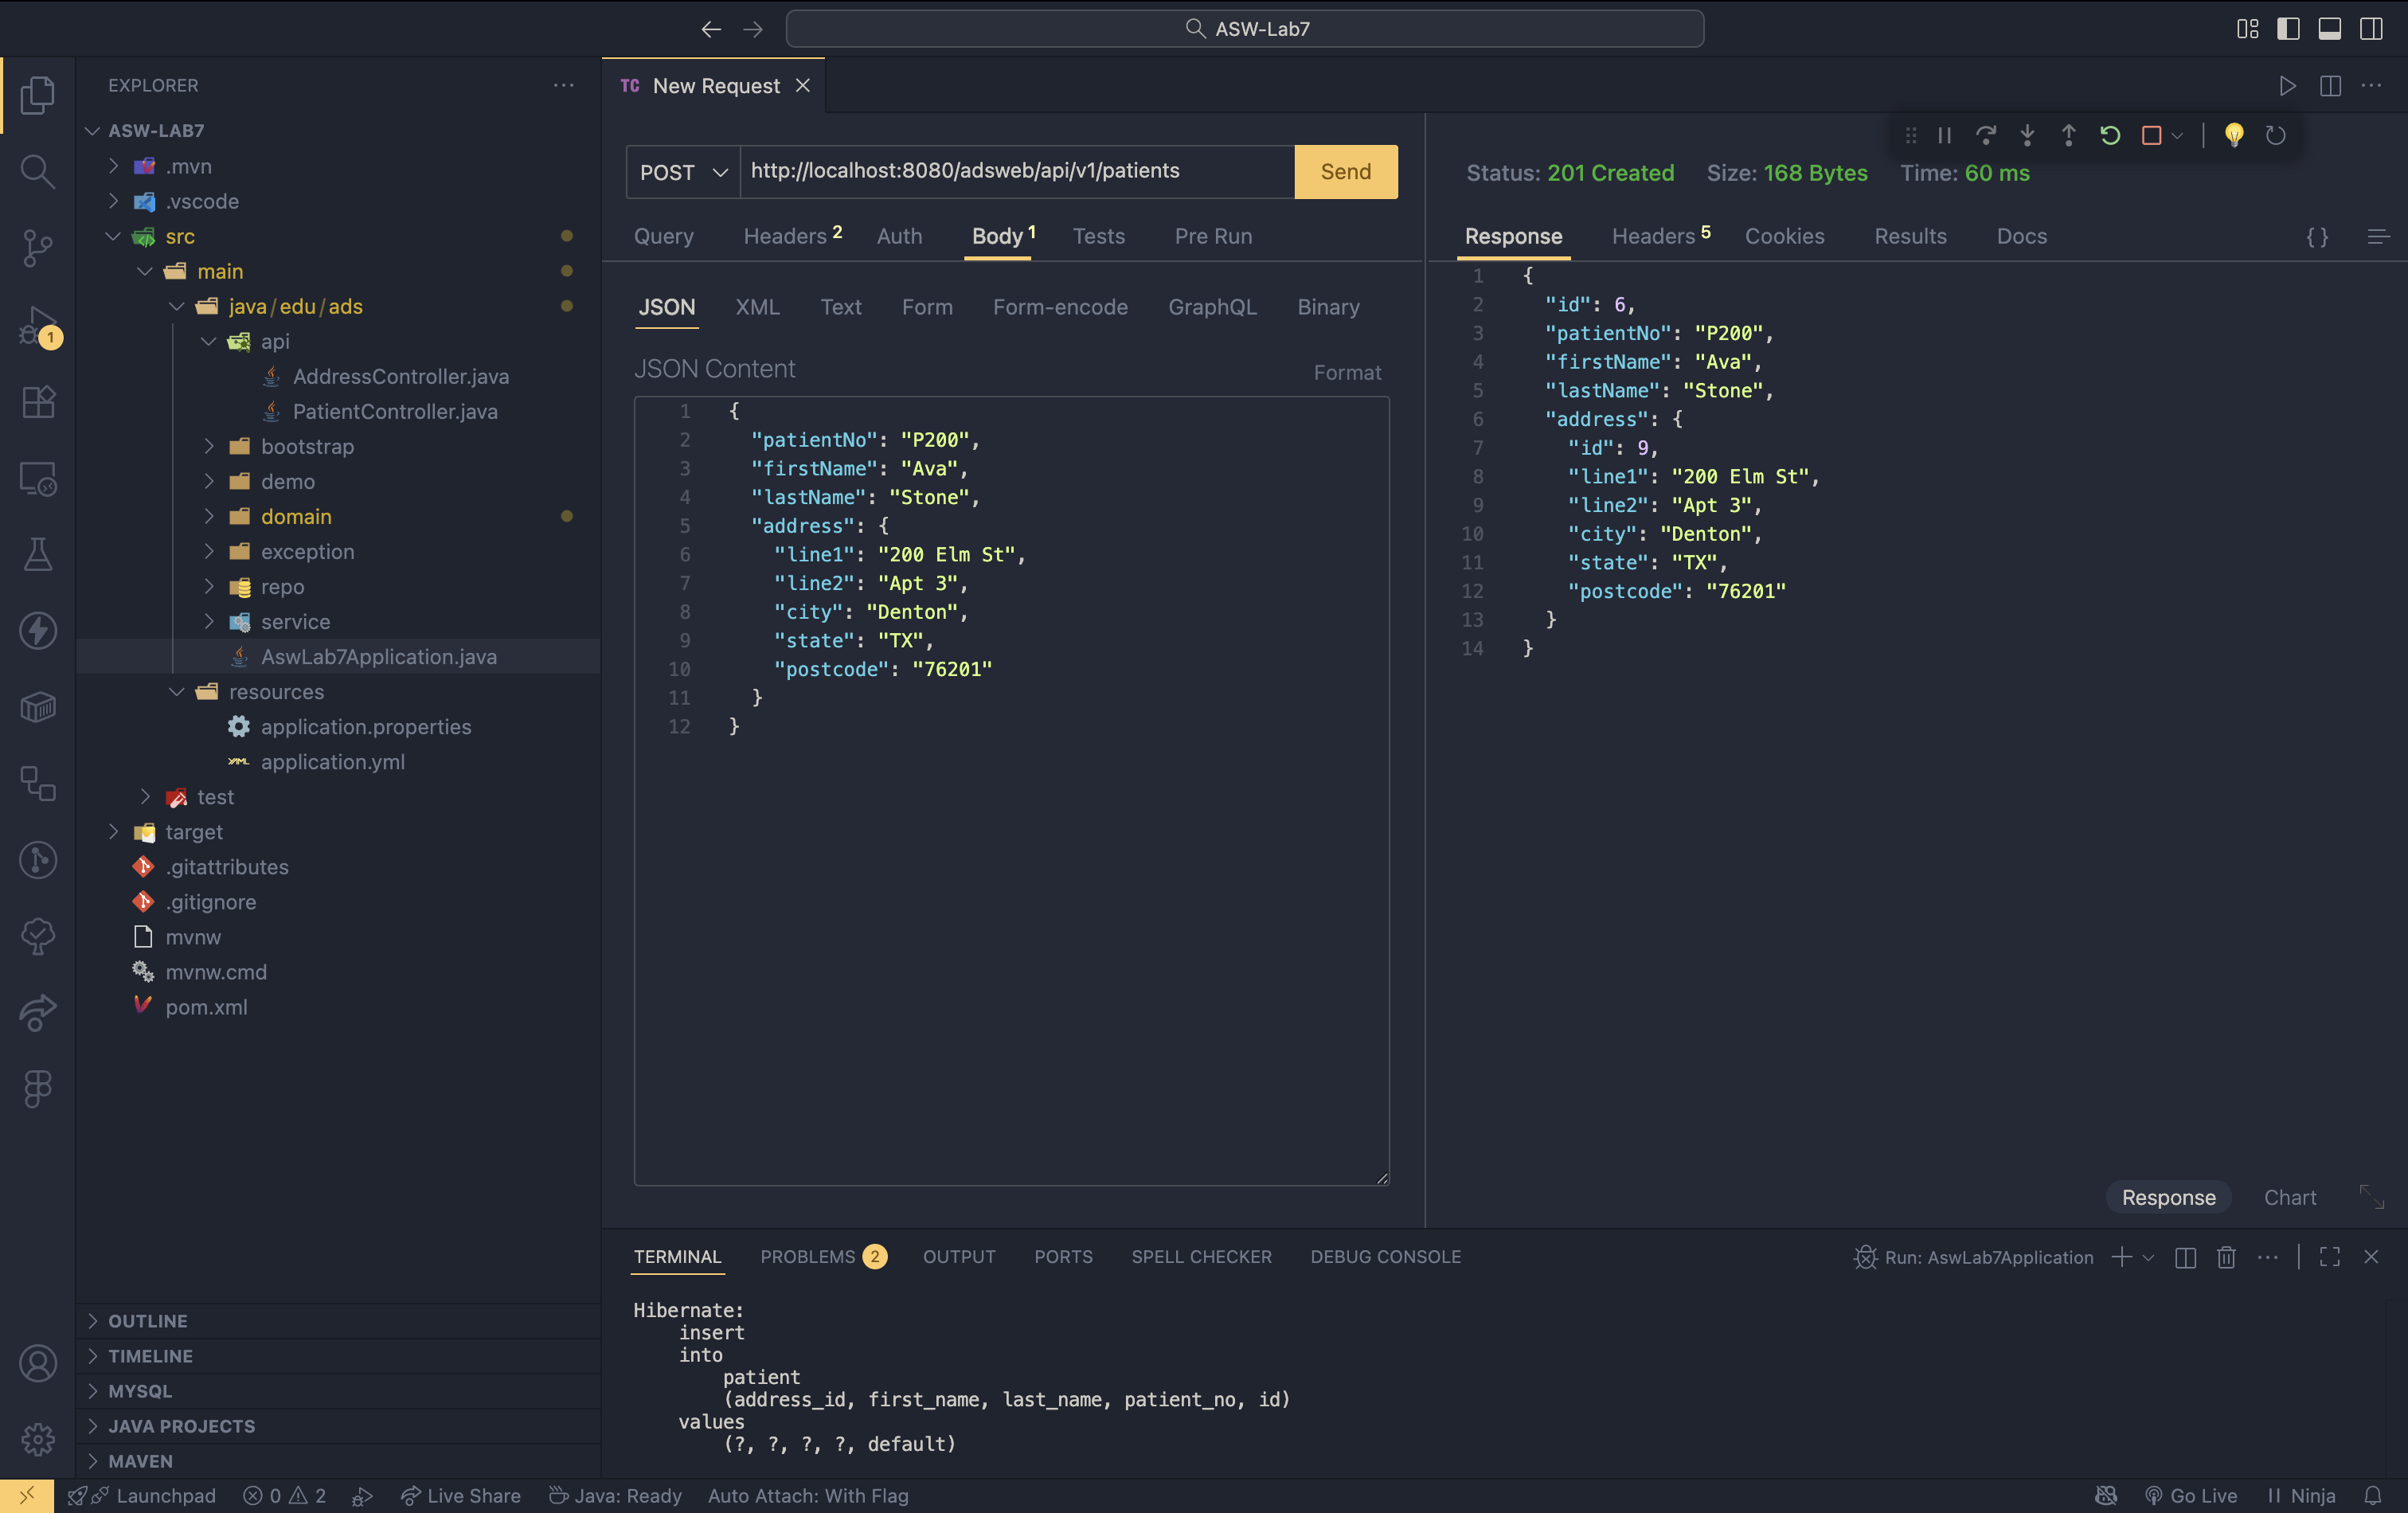 ASW-Lab7
EXPLORER
ASW-LAB7
.mvn
.vscode
src
main
java/edu/ads
api
AddressController.java
PatientController.java
bootstrap
demo
domain
exception
repo
service
AswLab7Application.java
resources
application.properties
application.yml
test
target
.gitattributes
.gitignore
mvnw
mvnw.cmd
pom.xml
OUTLINE
TIMELINE
MYSQL
JAVA PROJECTS
MAVEN
1
TC New Request
POST http://localhost:8080/adsweb/api/v1/patients Send
Query Headers 2 Auth Body 1 Tests Pre Run
JSON XML Text Form Form-encode GraphQL Binary
JSON Content Format
1 {
2 "patientNo": "P200",
3 "firstName": "Ava",
4 "lastName": "Stone",
5 "address": {
6 "line1": "200 Elm St",
7 "line2": "Apt 3",
8 "city": "Denton",
9 "state": "TX",
10 "postcode": "76201"
11 }
12 }
Status: 201 Created Size: 168 Bytes Time: 60 ms
Response Headers 5 Cookies Results Docs { }
1 {
2 "id": 6,
3 "patientNo": "P200",
4 "firstName": "Ava",
5 "lastName": "Stone",
6 "address": {
7 "id": 9,
8 "line1": "200 Elm St",
9 "line2": "Apt 3",
10 "city": "Denton",
11 "state": "TX",
12 "postcode": "76201"
13 }
14 }
Response Chart
TERMINAL PROBLEMS 2 OUTPUT PORTS SPELL CHECKER DEBUG CONSOLE Run: AswLab7Application
Hibernate:
insert
into
patient
(address_id, first_name, last_name, patient_no, id)
values
(?, ?, ?, ?, default)
Launchpad 0 2 Live Share Java: Ready Auto Attach: With Flag Go Live Ninja